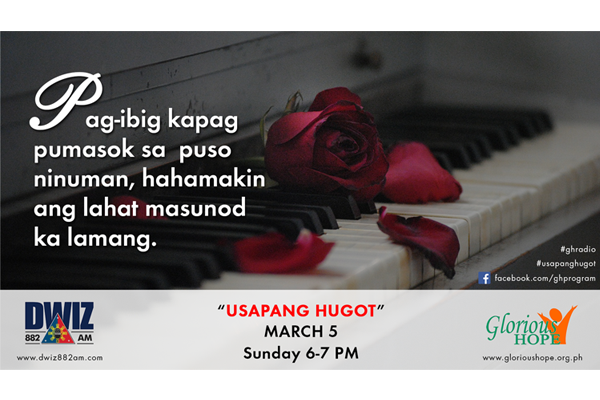 Pag-ibig kapag
pumasok sa puso
ninuman, hahamakin
ang lahat masunod
ka lamang.
#ghradio
#usapanghugot
facebook.com/ghprogram
DWIZ
882 AM
www.dwiz882am.com
“USAPANG HUGOT”
MARCH 5
Sunday 6-7 PM
Glorious
HOPE
www.glorioushope.org.ph